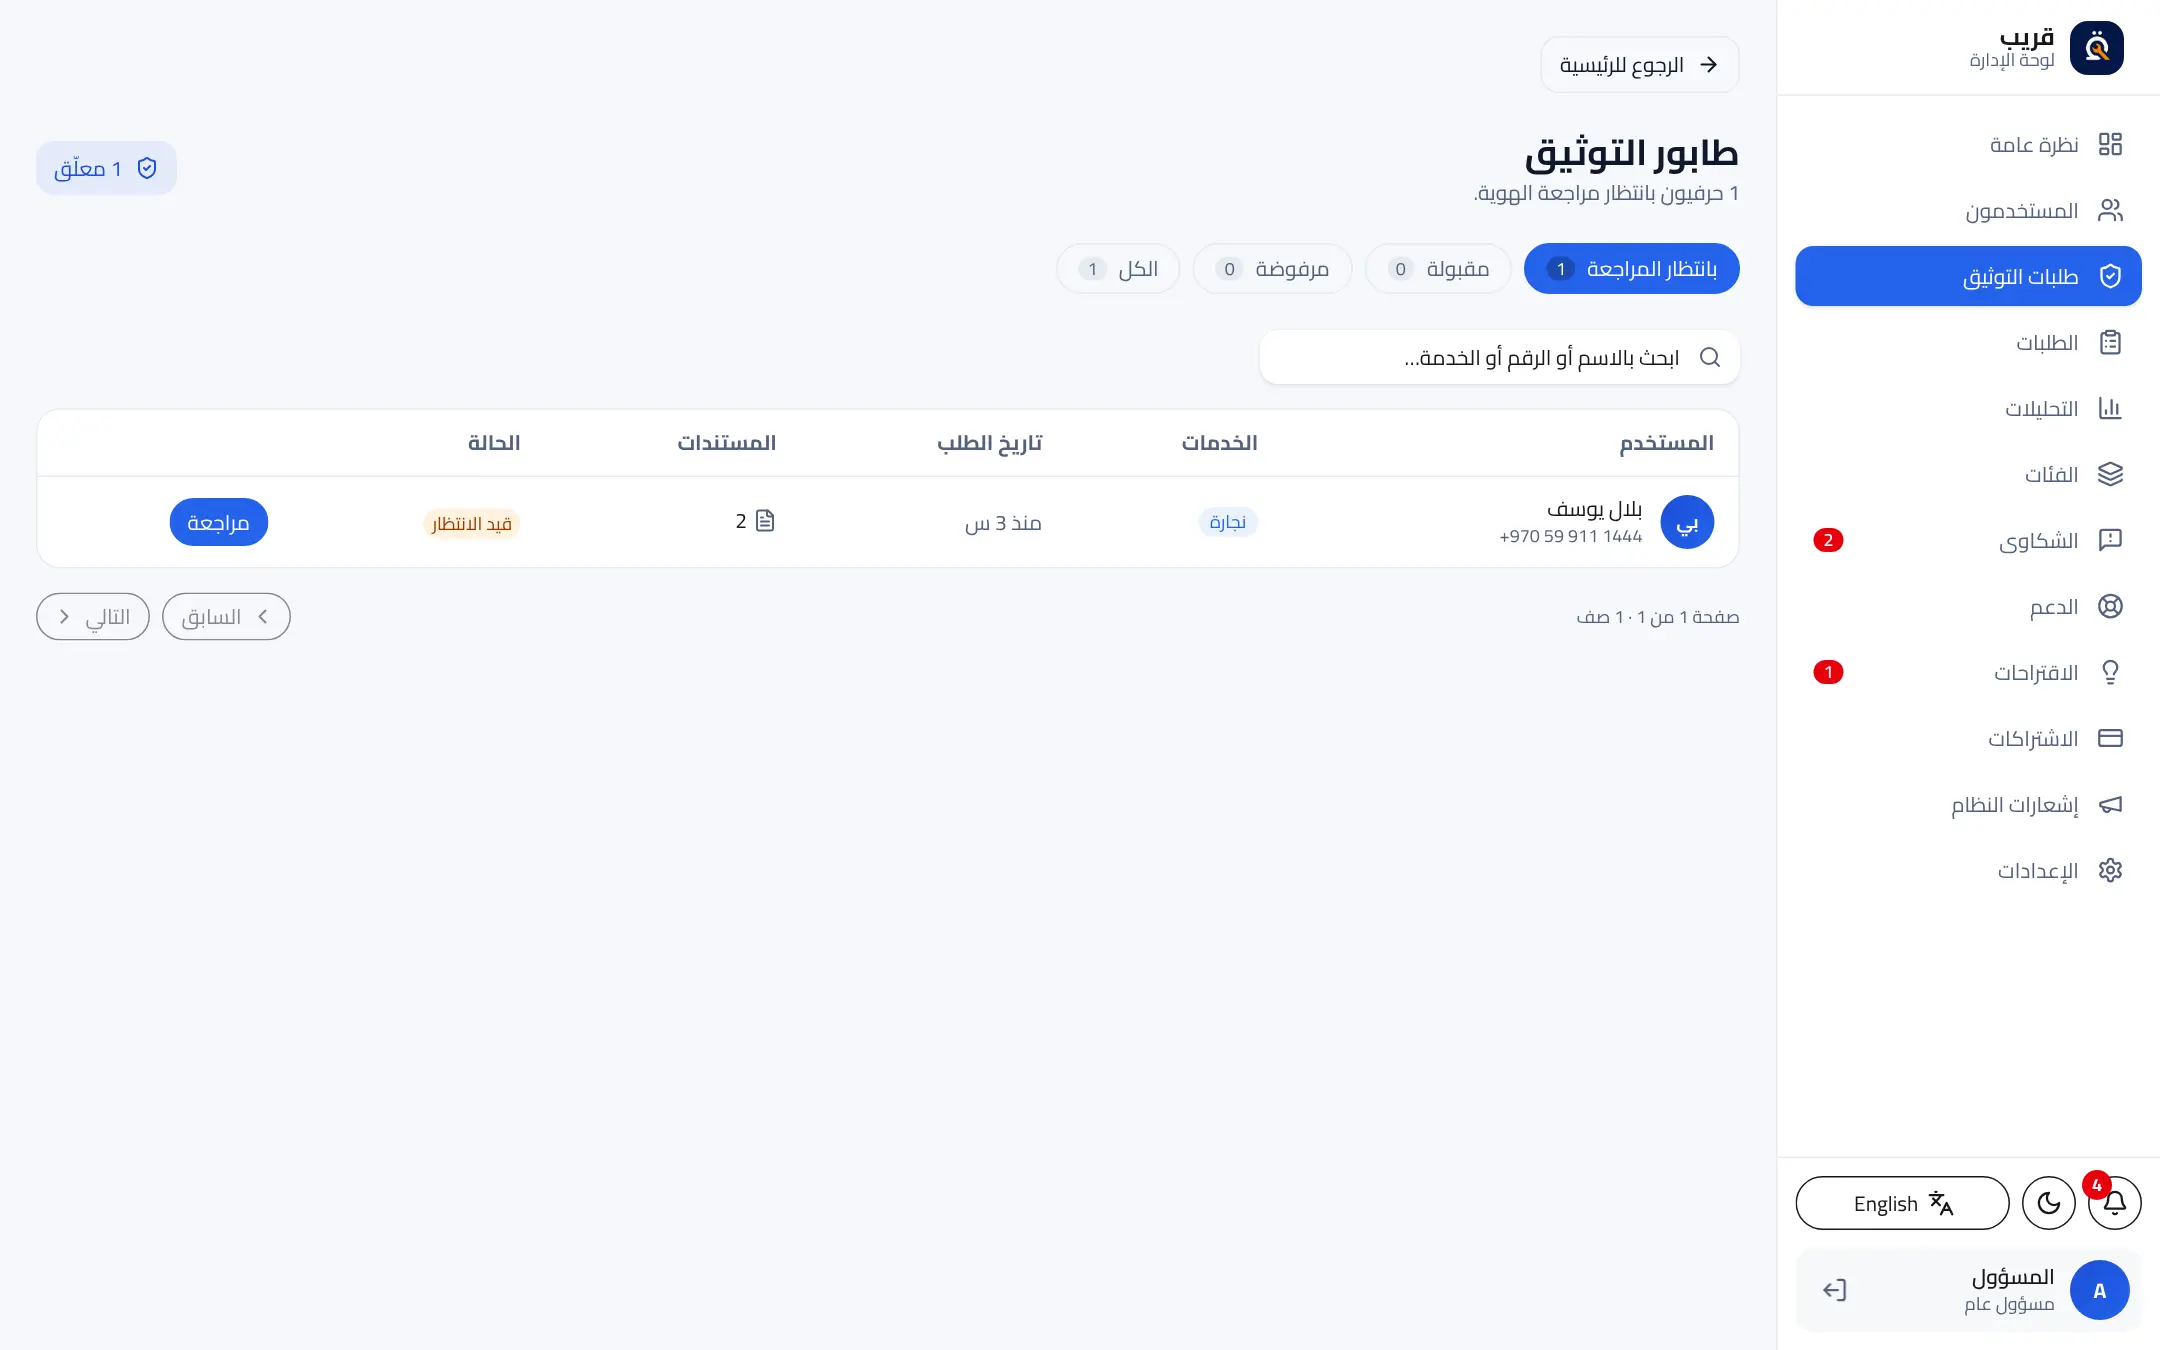 قريب
لوحة الإدارة
نظرة عامة
المستخدمون
طلبات التوثيق
الطلبات
التحليلات
الفئات
الشكاوى 2
الدعم
الاقتراحات 1
الاشتراكات
إشعارات النظام
الإعدادات
4
English
A
المسؤول
مسؤول عام
الرجوع للرئيسية
طابور التوثيق
1 حرفيون بانتظار مراجعة الهوية.
1 معلّق
بانتظار المراجعة 1
مقبولة 0
مرفوضة 0
الكل 1
ابحث بالاسم أو الرقم أو الخدمة...
المستخدم الخدمات تاريخ الطلب المستندات الحالة
بي
بلال يوسف
+970 59 911 1444
نجارة
منذ 3 س
2
قيد الانتظار
مراجعة
صفحة 1 من 1 · 1 صف
السابق
التالي